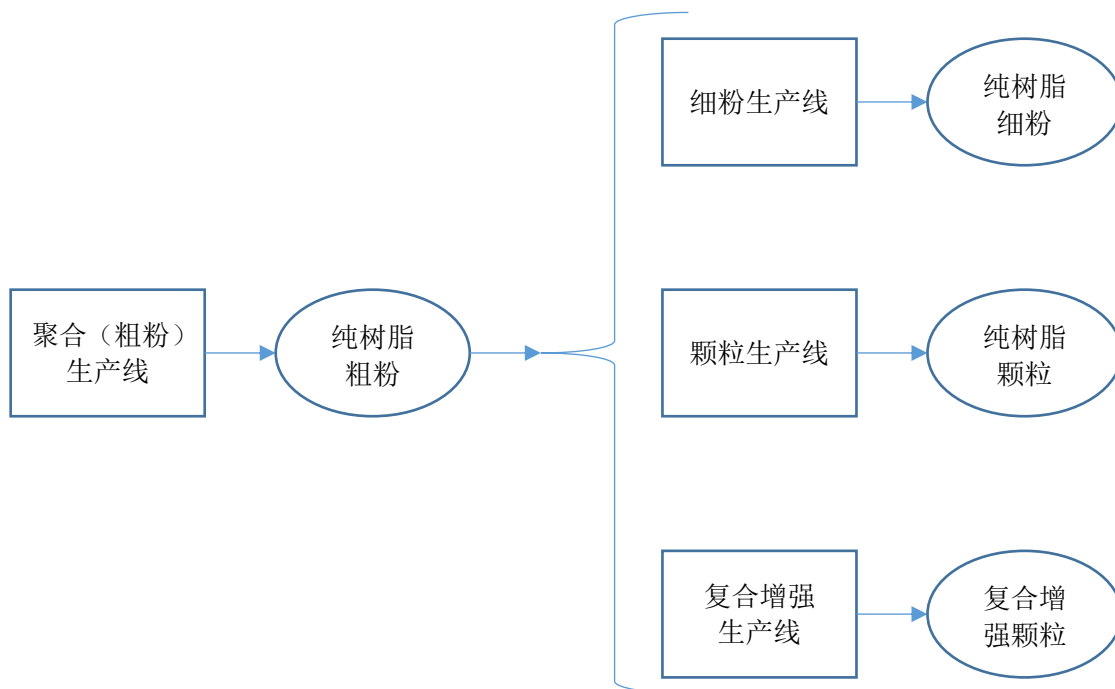 细粉生产线
纯树脂
细粉
聚合（粗粉）
生产线
纯树脂
粗粉
颗粒生产线
纯树脂
颗粒
复合增强
生产线
复合增
强颗粒